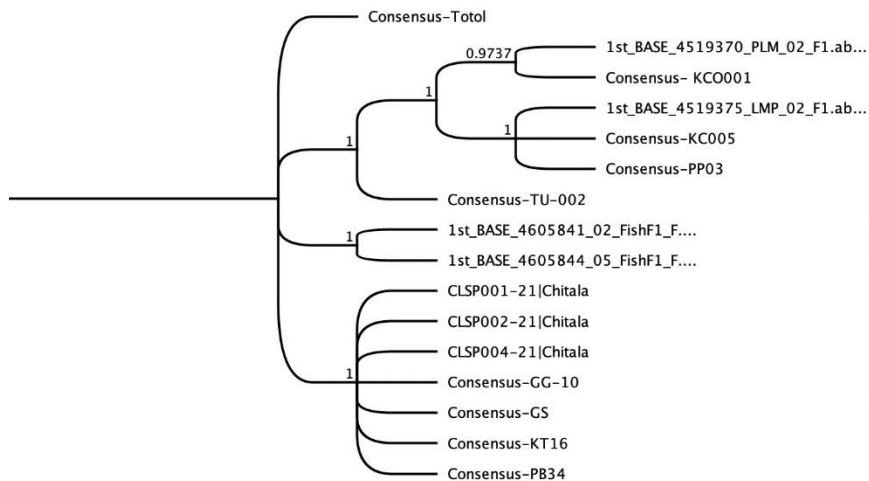 Consensus-Totol
0.9737
1st_BASE_4519370_PLM_02_F1.ab...
Consensus- KCO001
1
1st_BASE_4519375_LMP_02_F1.ab...
1
Consensus-KC005
1
Consensus-PP03
Consensus-TU-002
1st_BASE_4605841_02_FishF1_F....
1
1st_BASE_4605844_05_FishF1_F....
CLSP001-21|Chitala
CLSP002-21|Chitala
CLSP004-21|Chitala
1
Consensus-GG-10
Consensus-GS
Consensus-KT16
Consensus-PB34